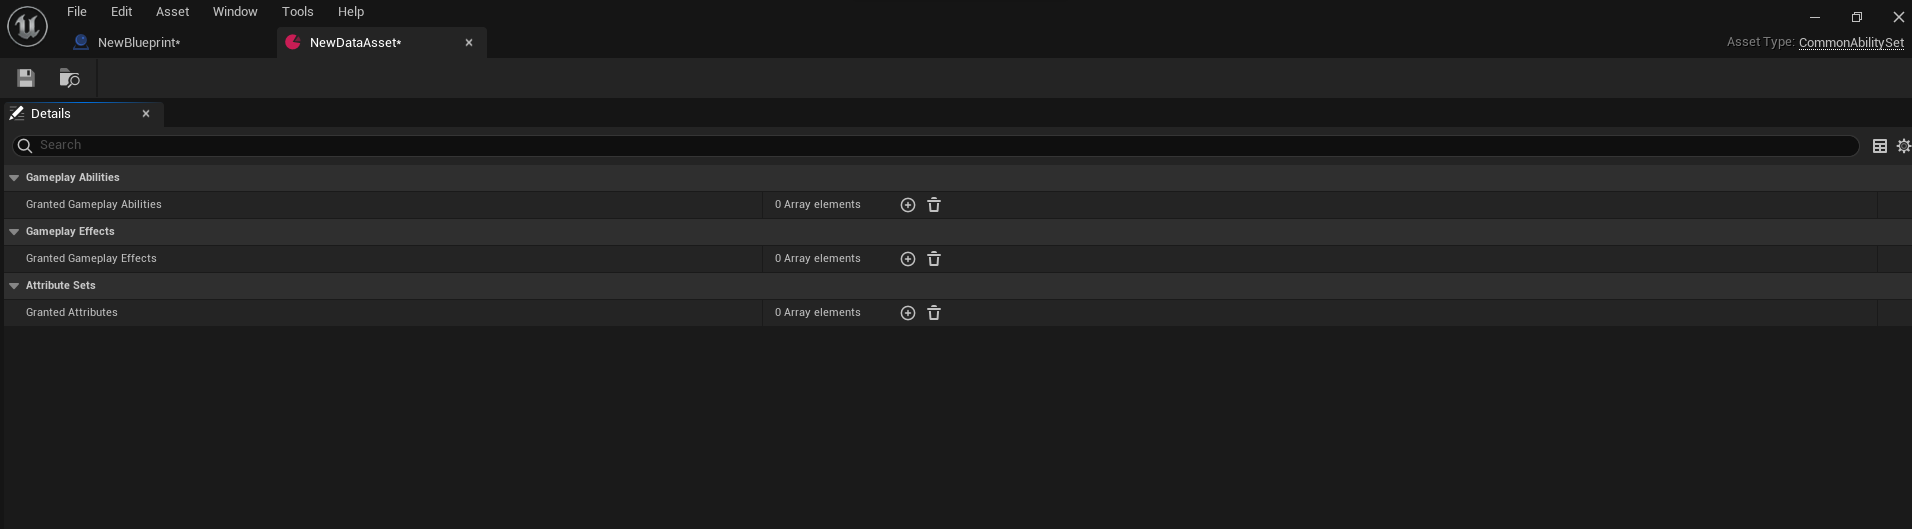 File Edit Asset Window Tools Help
NewBlueprint* NewDataAsset* Asset Type: CommonAbilitySet
Details
Search
Gameplay Abilities
Granted Gameplay Abilities 0 Array elements
Gameplay Effects
Granted Gameplay Effects 0 Array elements
Attribute Sets
Granted Attributes 0 Array elements